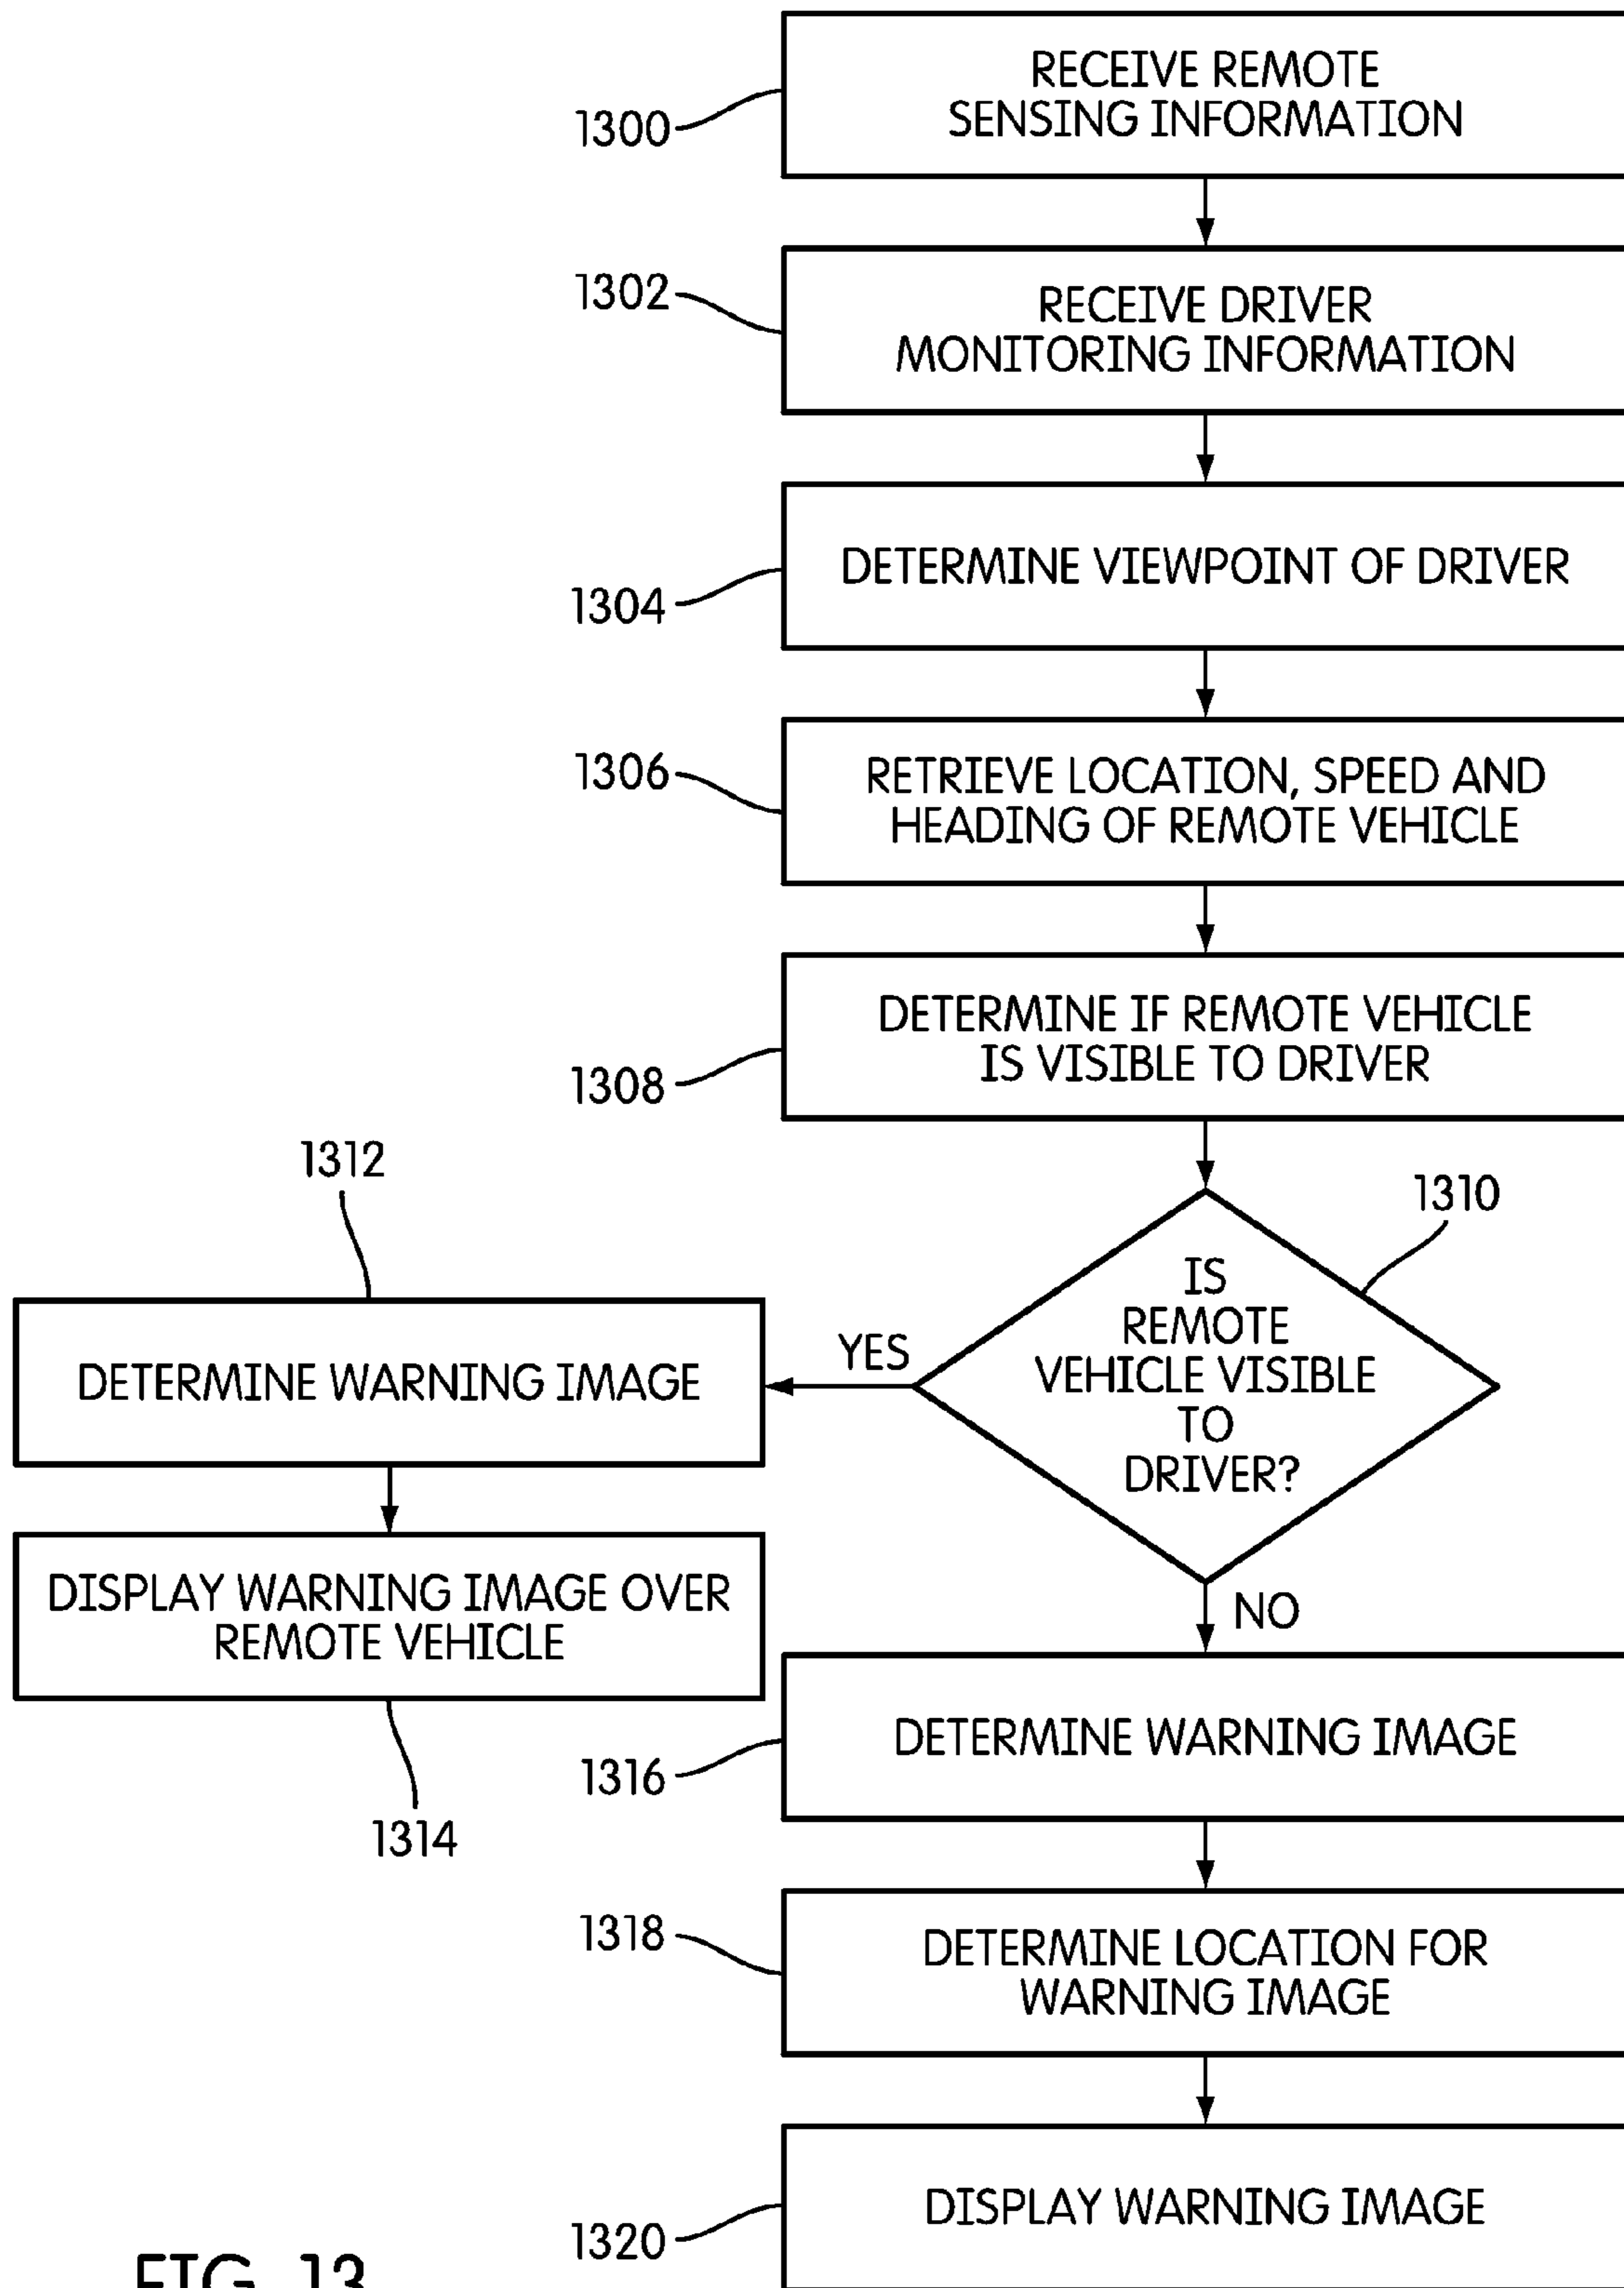 1300
RECEIVE REMOTE
SENSING INFORMATION
1302
RECEIVE DRIVER
MONITORING INFORMATION
1304
DETERMINE VIEWPOINT OF DRIVER
1306
RETRIEVE LOCATION, SPEED AND
HEADING OF REMOTE VEHICLE
1308
DETERMINE IF REMOTE VEHICLE
IS VISIBLE TO DRIVER
1310
IS
REMOTE
VEHICLE VISIBLE
TO
DRIVER?
YES
1312
DETERMINE WARNING IMAGE
DISPLAY WARNING IMAGE OVER
REMOTE VEHICLE
1314
NO
1316
DETERMINE WARNING IMAGE
1318
DETERMINE LOCATION FOR
WARNING IMAGE
1320
DISPLAY WARNING IMAGE
FIG. 13